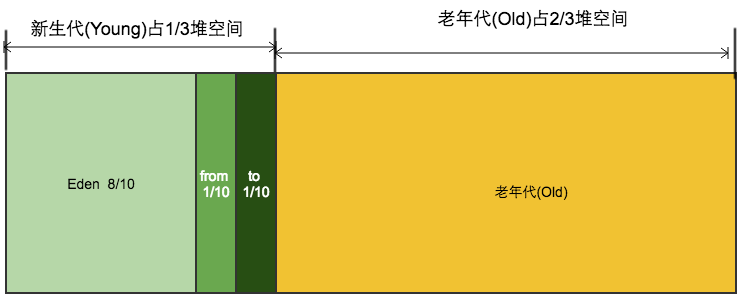 新生代(Young)占1/3堆空间
老年代(Old)占2/3堆空间
Eden 8/10
from
1/10
to
1/10
老年代(Old)